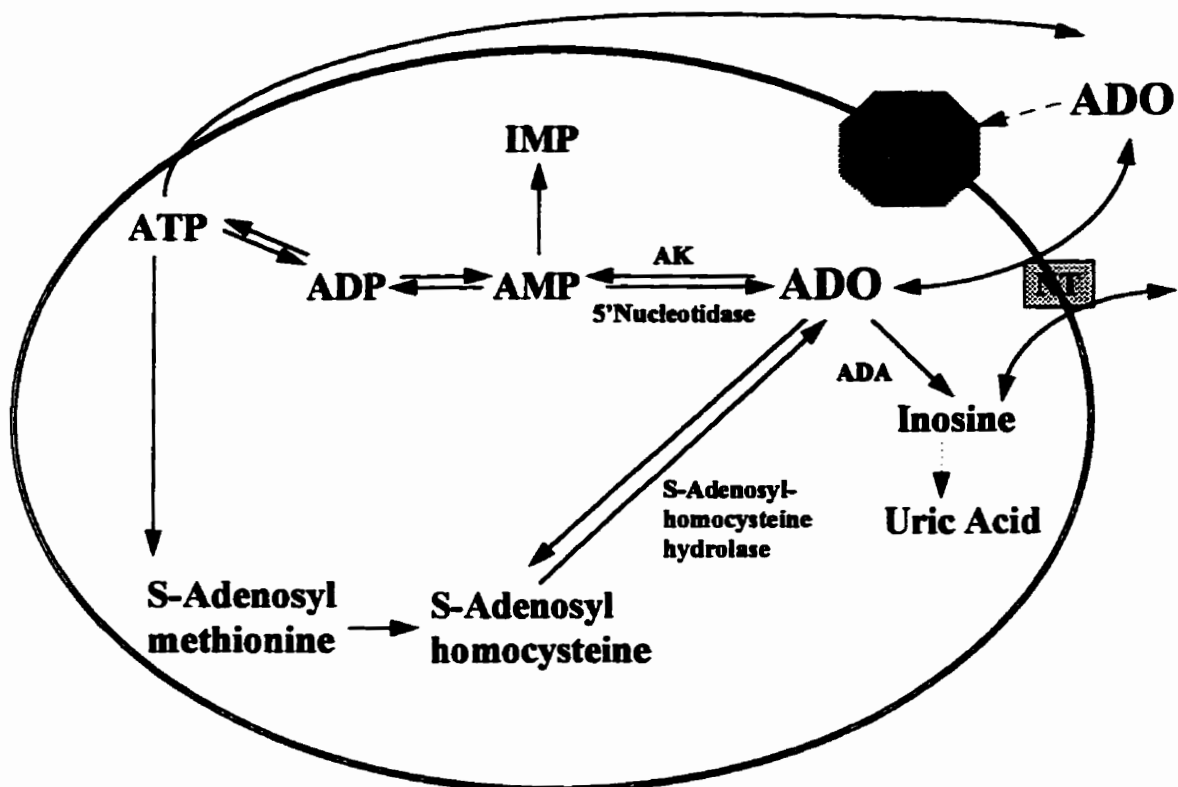 ADO
IMP
ATP
AK
ADP
AMP
ADO
5'Nucleotidase
ADA
Inosine
S-Adenosyl-
homocysteine
hydrolase
Uric Acid
S-Adenosyl
methionine
S-Adenosyl
homocysteine